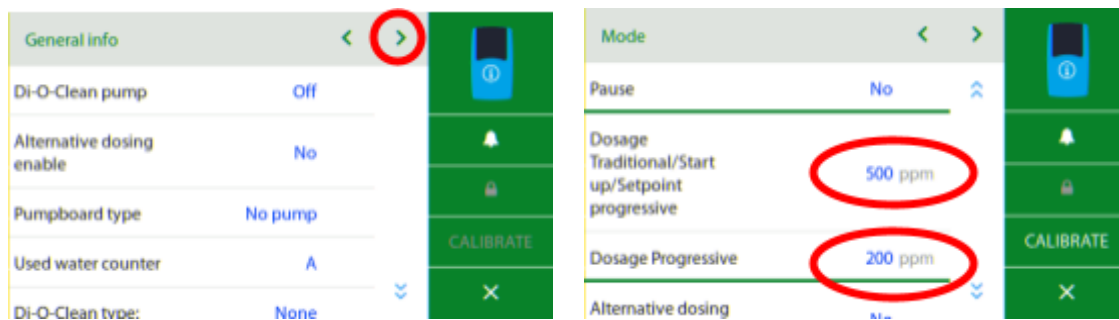 General info
Di-O-Clean pump Off
Alternative dosing
enable No
Pumpboard type No pump
Used water counter A
Di-O-Clean type: None
CALIBRATE
Mode
Pause No
Dosage
Traditional/Start
up/Setpoint
progressive
500 ppm
Dosage Progressive 200 ppm
Alternative dosing
No
CALIBRATE